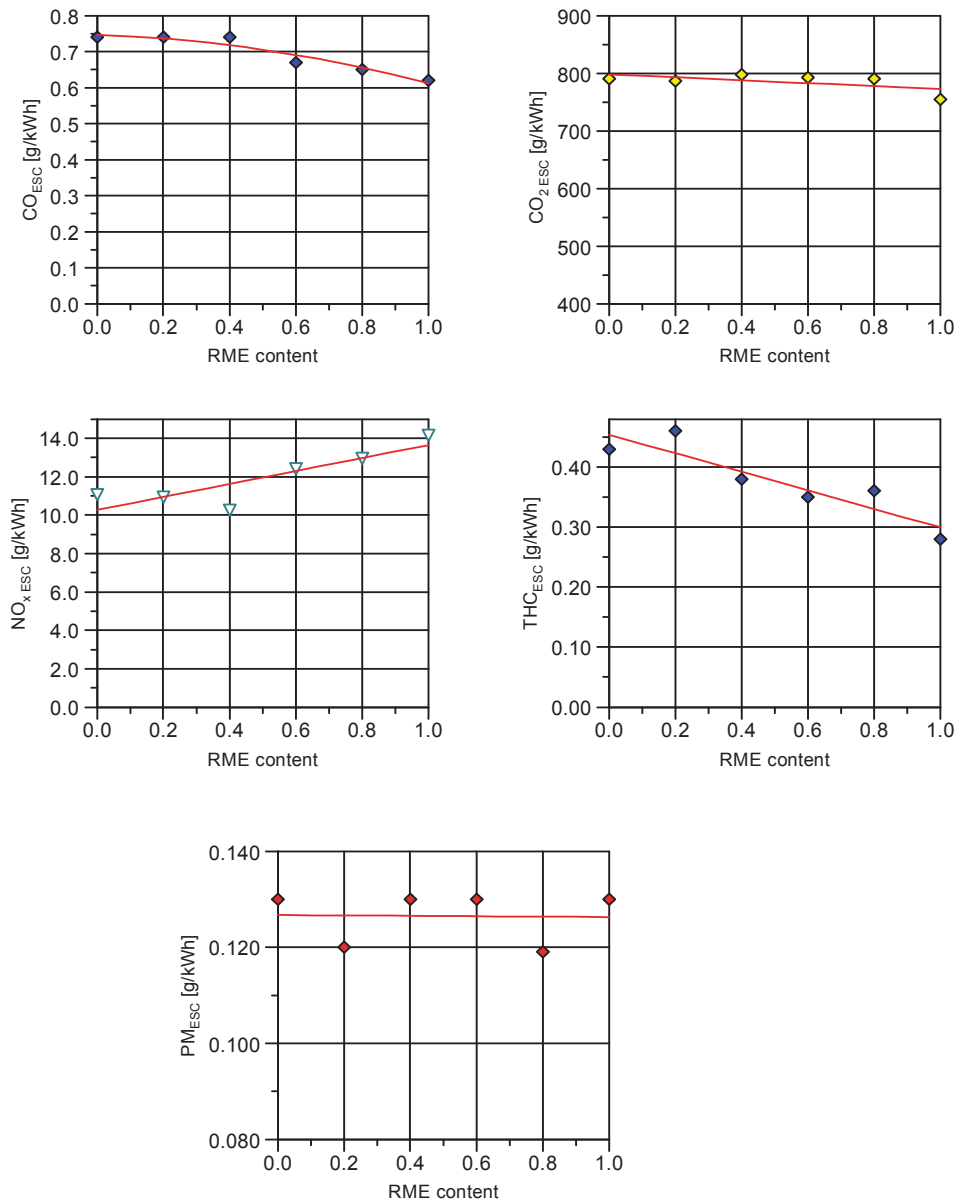 0.8
0.7
0.6
0.5
0.4
0.3
0.2
0.1
0.0
CO ESC [g/kWh]
0.0 0.2 0.4 0.6 0.8 1.0
RME content
900
800
700
600
500
400
CO2 ESC [g/kWh]
0.0 0.2 0.4 0.6 0.8 1.0
RME content
14.0
12.0
10.0
8.0
6.0
4.0
2.0
0.0
NOx ESC [g/kWh]
0.0 0.2 0.4 0.6 0.8 1.0
RME content
0.40
0.30
0.20
0.10
0.00
THC ESC [g/kWh]
0.0 0.2 0.4 0.6 0.8 1.0
RME content
0.140
0.120
0.100
0.080
PM ESC [g/kWh]
0.0 0.2 0.4 0.6 0.8 1.0
RME content